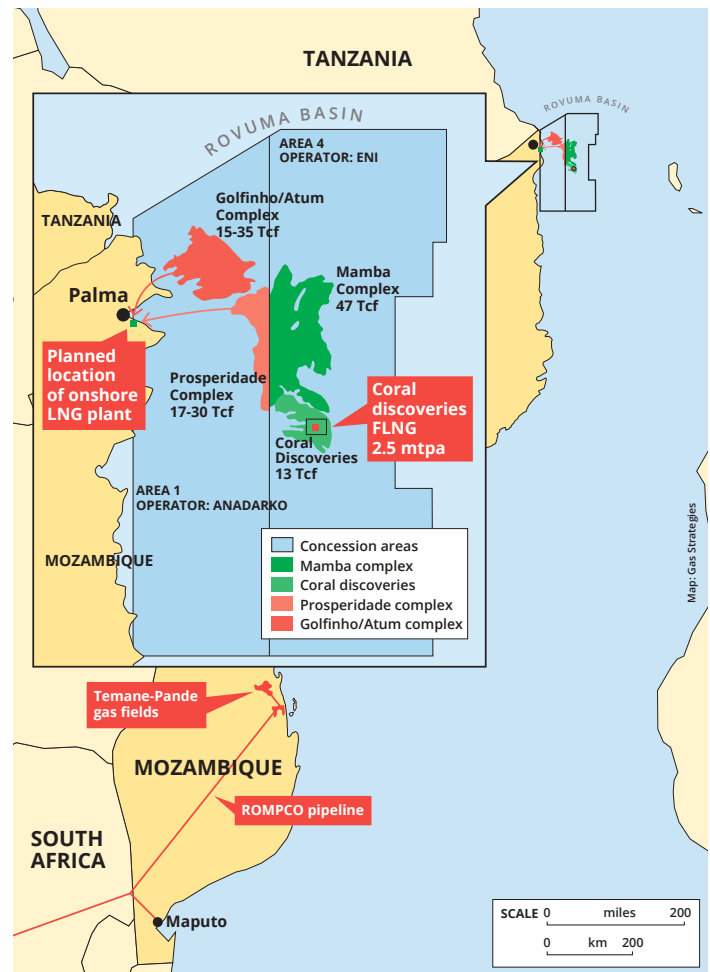 TANZANIA
ROVUMA BASIN
ROVUMA BASIN
AREA 4
OPERATOR: ENI
TANZANIA
Golfinho/Atum
Complex
15-35 Tcf
Mamba
Complex
47 Tcf
Palma
Planned
location
of onshore
LNG plant
Prosperidade
Complex
17-30 Tcf
Coral
discoveries
FLNG
2.5 mtpa
Coral
Discoveries
13 Tcf
AREA 1
OPERATOR: ANADARKO
MOZAMBIQUE
Concession areas
Mamba complex
Coral discoveries
Prosperidade complex
Golfinho/Atum complex
Map: Gas Strategies
Temane-Pande
gas fields
MOZAMBIQUE
ROMPCO pipeline
SOUTH
AFRICA
Maputo
SCALE 0 miles 200
0 km 200